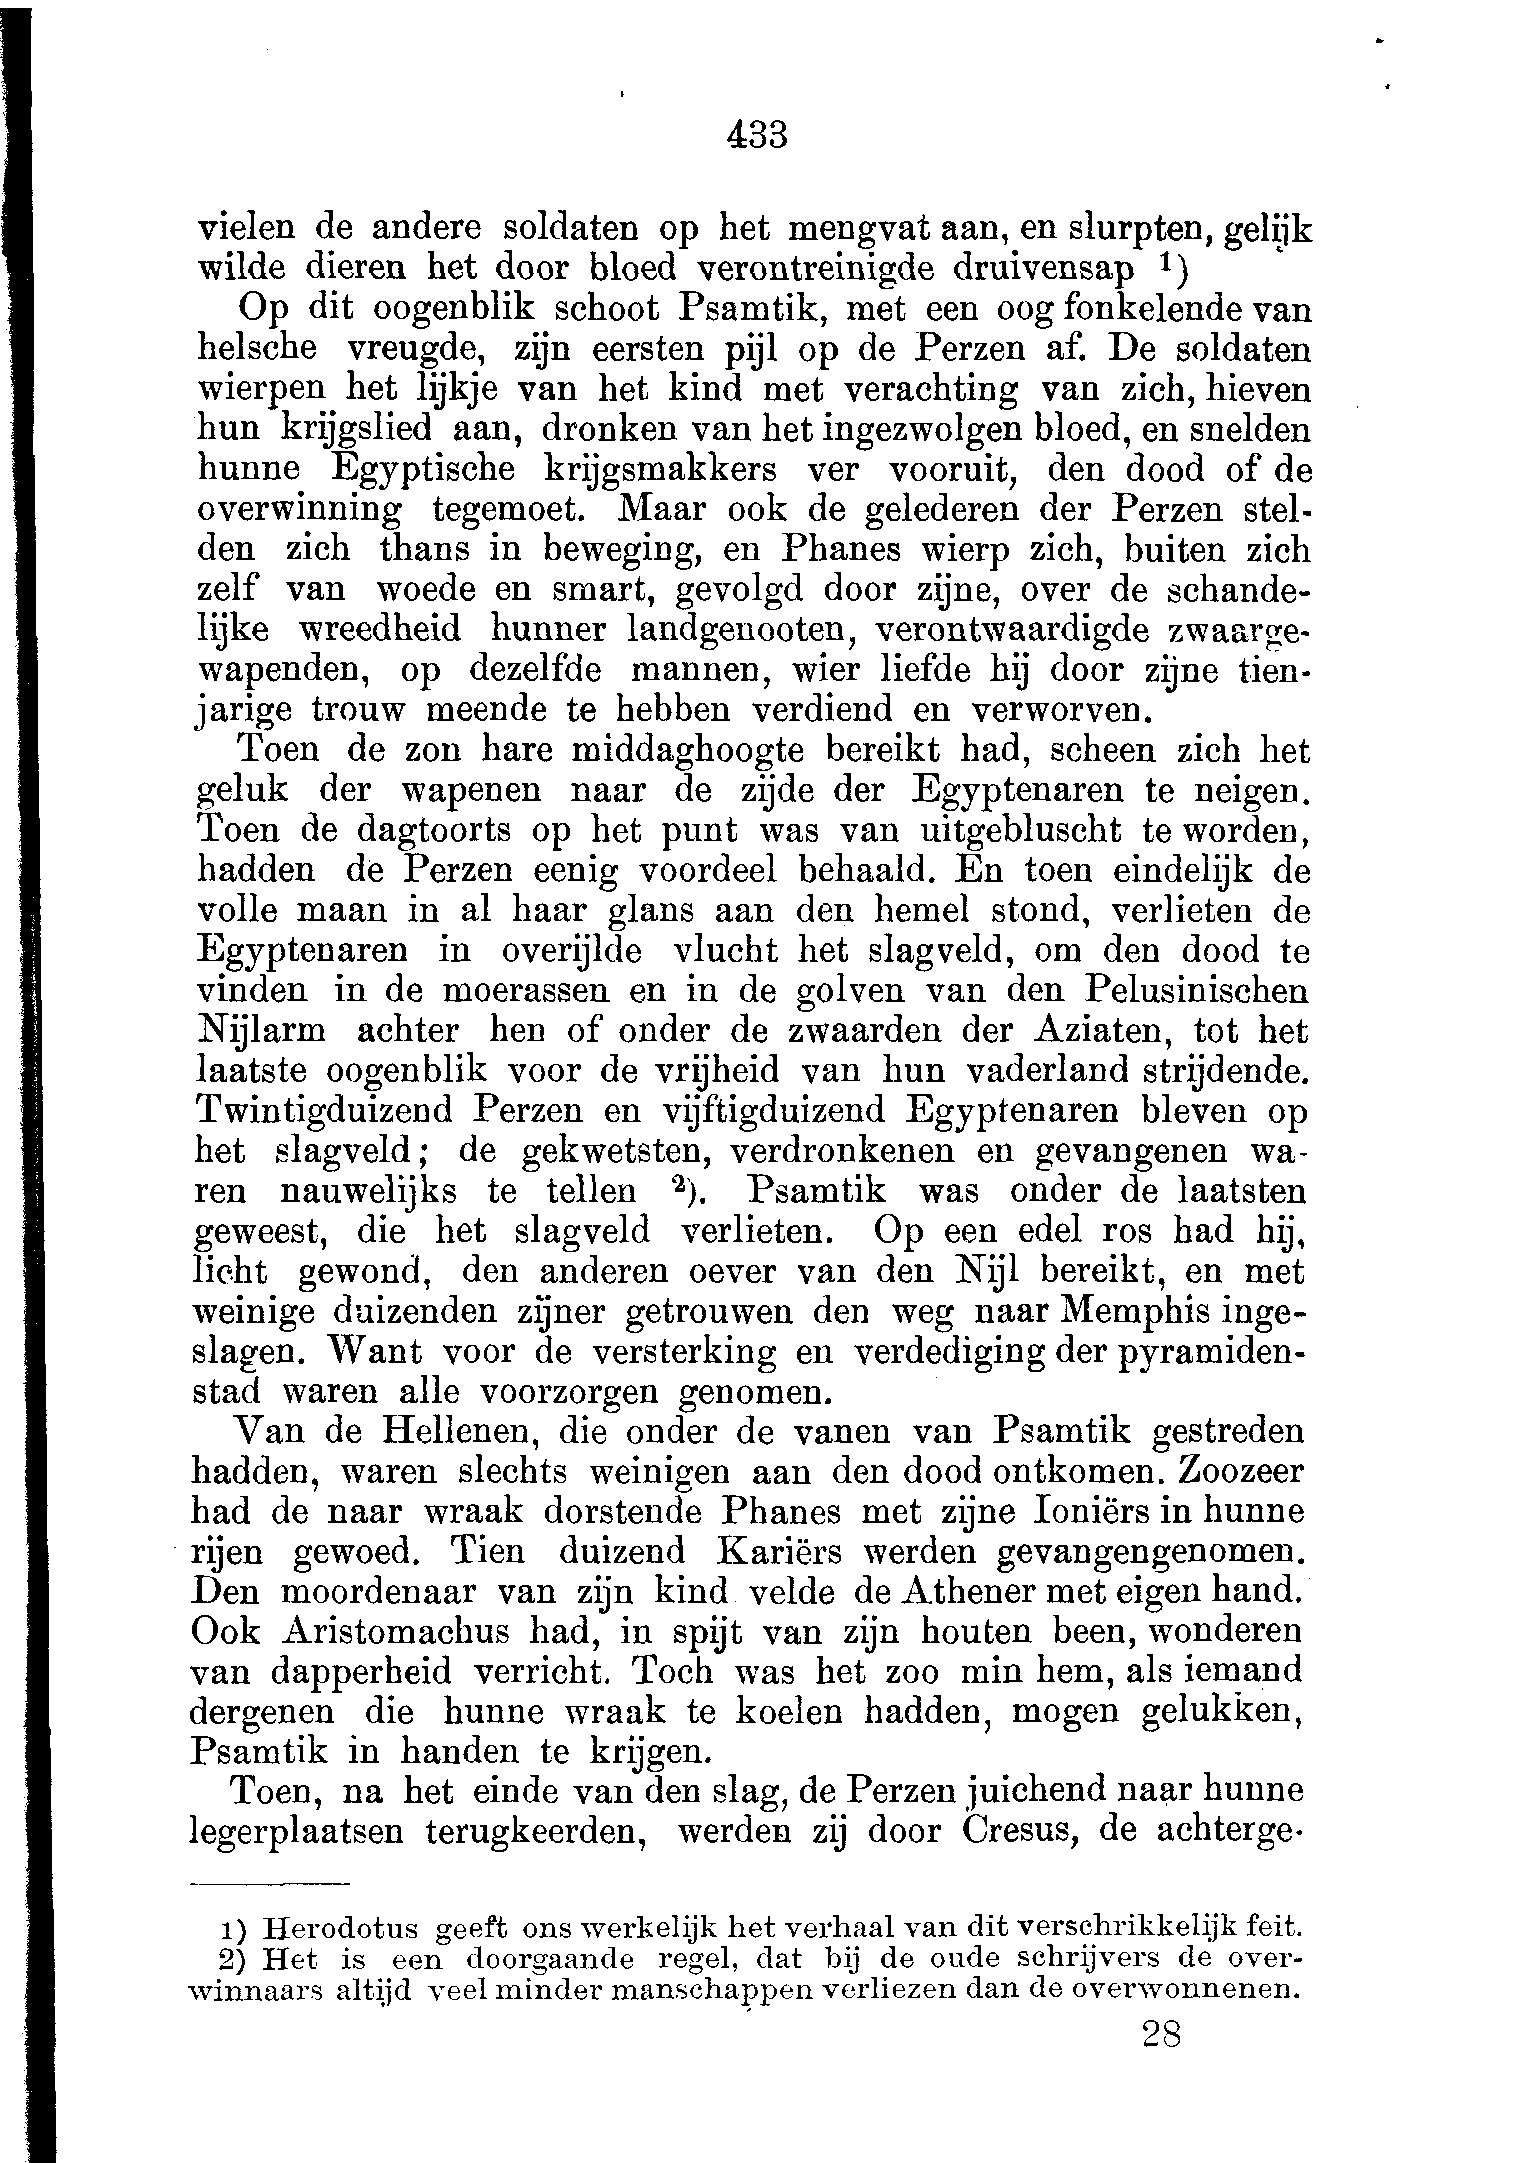 433
vielen de andere soldaten op het mengvat aan, en slurpten, gelijk
wilde dieren het door bloed verontreinigde druivensap ¹)
Op dit oogenblik schoot Psamtik, met een oog fonkelende van
helsche vreugde, zijn eersten pijl op de Perzen af. De soldaten
wierpen het lijkje van het kind met verachting van zich, hieven
hun krijgslied aan, dronken van het ingezwolgen bloed, en snelden
hunne Egyptische krijgsmakkers ver vooruit, den dood of de
overwinning tegemoet. Maar ook de gelederen der Perzen stel-
den zich thans in beweging, en Phanes wierp zich, buiten zich
zelf van woede en smart, gevolgd door zijne, over de schande-
lijke wreedheid hunner landgenooten, verontwaardigde zwaarge-
wapenden, op dezelfde mannen, wier liefde hij door zijne tien-
jarige trouw meende te hebben verdiend en verworven.
Toen de zon hare middaghoogte bereikt had, scheen zich het
geluk der wapenen naar de zijde der Egyptenaren te neigen.
Toen de dagtoorts op het punt was van uitgebluscht te worden,
hadden de Perzen eenig voordeel behaald. En toen eindelijk de
volle maan in al haar glans aan den hemel stond, verlieten de
Egyptenaren in overijlde vlucht het slagveld, om den dood te
vinden in de moerassen en in de golven van den Pelusinischen
Nijlarm achter hen of onder de zwaarden der Aziaten, tot het
laatste oogenblik voor de vrijheid van hun vaderland strijdende.
Twintigduizend Perzen en vijftigduizend Egyptenaren bleven op
het slagveld; de gekwetsten, verdronkenen en gevangenen wa-
ren nauwelijks te tellen ²). Psamtik was onder de laatsten
geweest, die het slagveld verlieten. Op een edel ros had hij,
licht gewond, den anderen oever van den Nijl bereikt, en met
weinige duizenden zijner getrouwen den weg naar Memphis inge-
slagen. Want voor de versterking en verdediging der pyramiden-
stad waren alle voorzorgen genomen.
Van de Hellenen, die onder de vanen van Psamtik gestreden
hadden, waren slechts weinigen aan den dood ontkomen. Zoozeer
had de naar wraak dorstende Phanes met zijne Ioniërs in hunne
rijen gewoed. Tien duizend Kariërs werden gevangengenomen.
Den moordenaar van zijn kind velde de Athener met eigen hand.
Ook Aristomachus had, in spijt van zijn houten been, wonderen
van dapperheid verricht. Toch was het zoo min hem, als iemand
dergenen die hunne wraak te koelen hadden, mogen gelukken,
Psamtik in handen te krijgen.
Toen, na het einde van den slag, de Perzen juichend naar hunne
legerplaatsen terugkeerden, werden zij door Cresus, de achterge-
1) Herodotus geeft ons werkelijk het verhaal van dit verschrikkelijk feit.
2) Het is een doorgaande regel, dat bij de oude schrijvers de over-
winnaars altijd veel minder manschappen verliezen dan de overwonnenen.
28